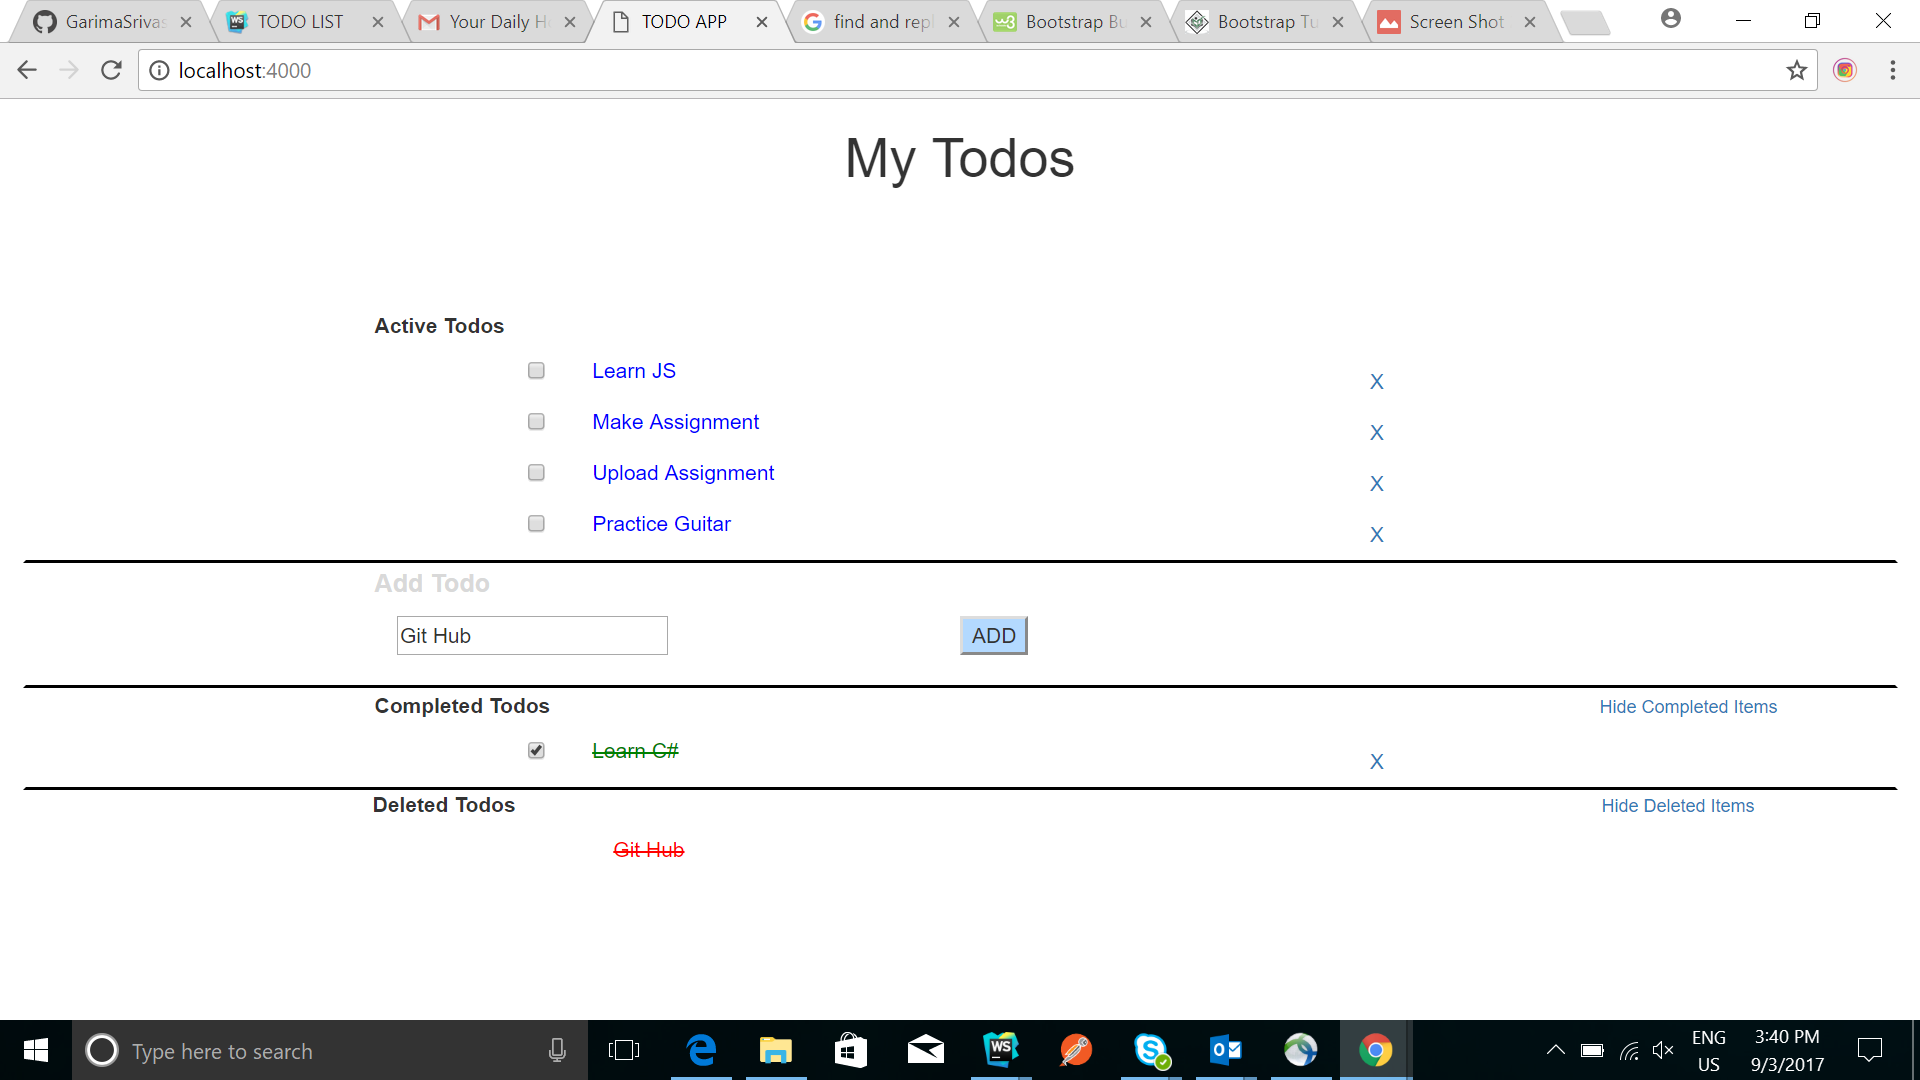 GarimaSrivas
TODO LIST
Your Daily H
TODO APP
find and repl
Bootstrap Bu
Bootstrap Tu
Screen Shot
localhost:4000
My Todos
Active Todos
Learn JS X
Make Assignment X
Upload Assignment X
Practice Guitar X
Add Todo
Git Hub ADD
Completed Todos Hide Completed Items
Learn C# X
Deleted Todos Hide Deleted Items
Git Hub
Type here to search
ENG
US
3:40 PM
9/3/2017